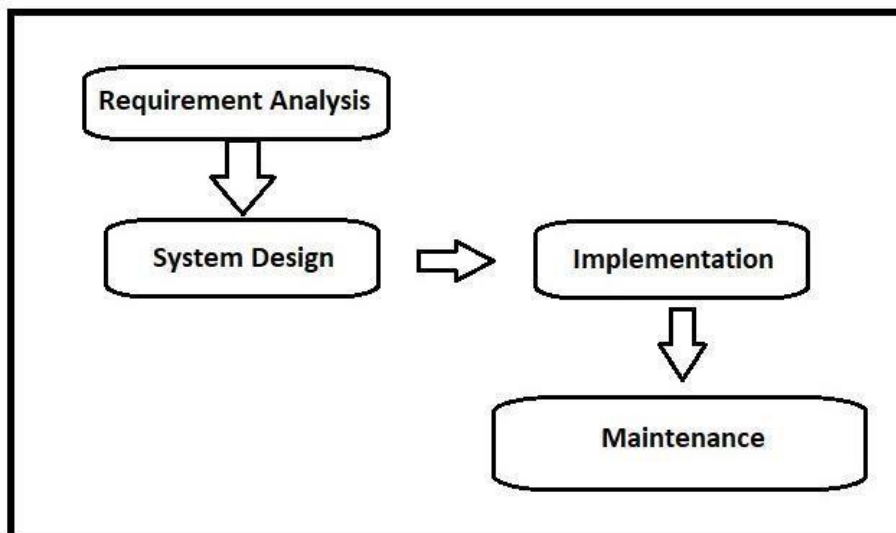 Requirement Analysis
System Design
Implementation
Maintenance